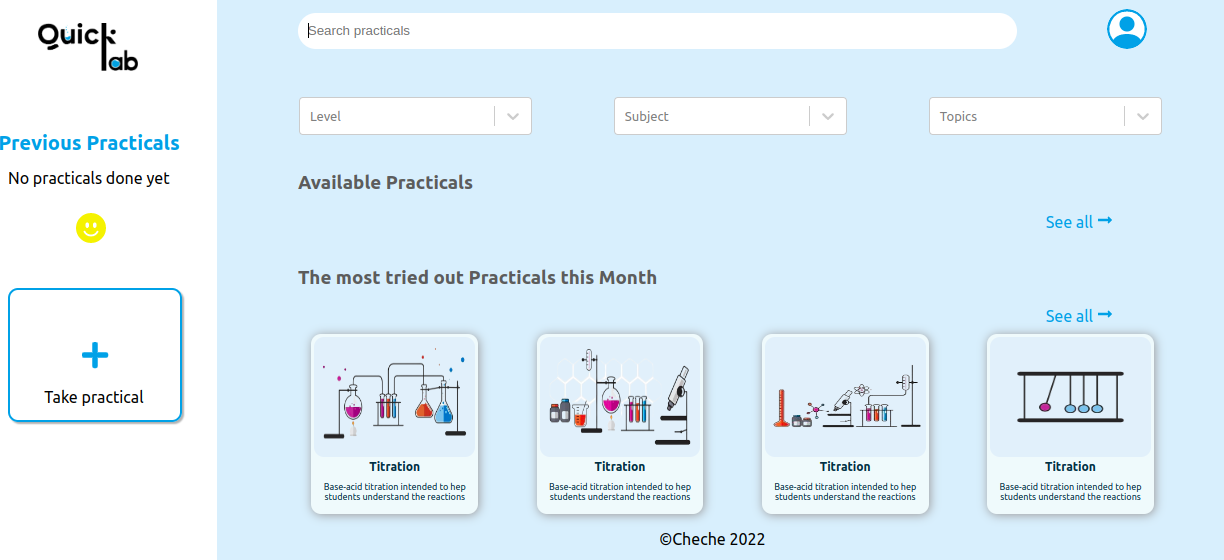 Quick
lab
Search practicals
Level
Subject
Topics
Previous Practicals
No practicals done yet
Take practical
Available Practicals
See all
The most tried out Practicals this Month
See all
Titration
Base-acid titration intended to hep
students understand the reactions
Titration
Base-acid titration intended to hep
students understand the reactions
Titration
Base-acid titration intended to hep
students understand the reactions
Titration
Base-acid titration intended to hep
students understand the reactions
©Cheche 2022